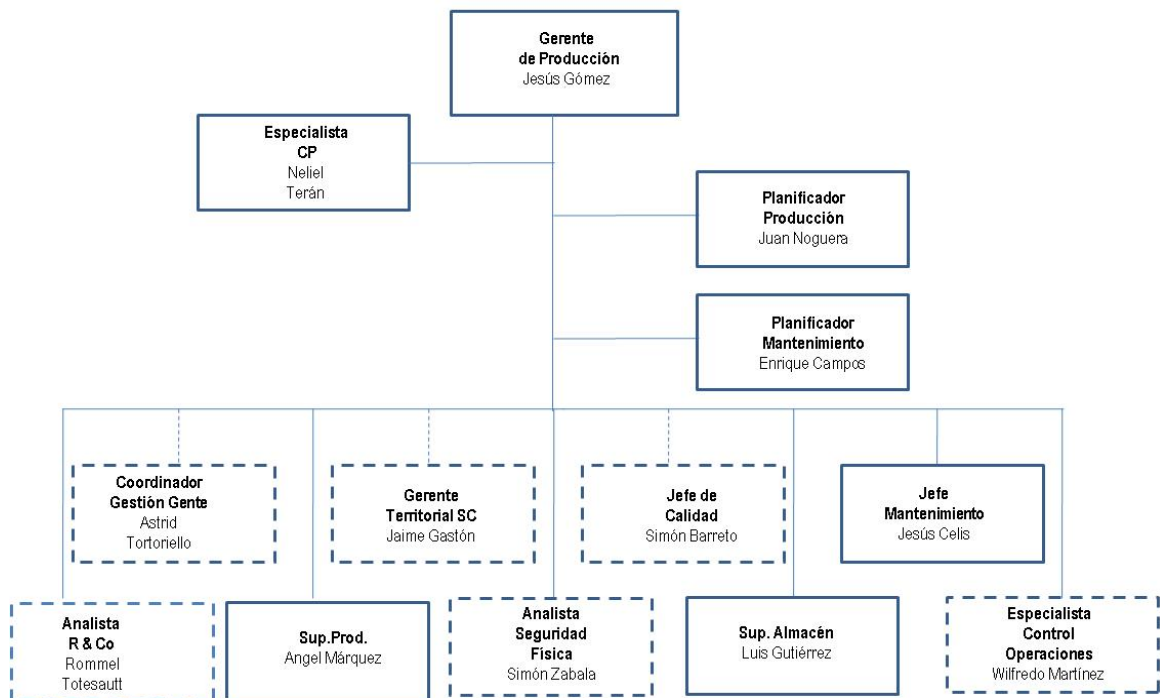 Gerente
de Producción
Jesús Gómez
Especialista
CP
Neliel
Terán
Planificador
Producción
Juan Noguera
Planificador
Mantenimiento
Enrique Campos
Coordinador
Gestión Gente
Astrid
Tortoriello
Gerente
Territorial SC
Jaime Gastón
Jefe de
Calidad
Simón Barreto
Jefe
Mantenimiento
Jesús Celis
Analista
R & Co
Rommel
Totesautt
Sup.Prod.
Angel Márquez
Analista
Seguridad
Física
Simón Zabala
Sup. Almacén
Luis Gutiérrez
Especialista
Control
Operaciones
Wilfredo Martínez